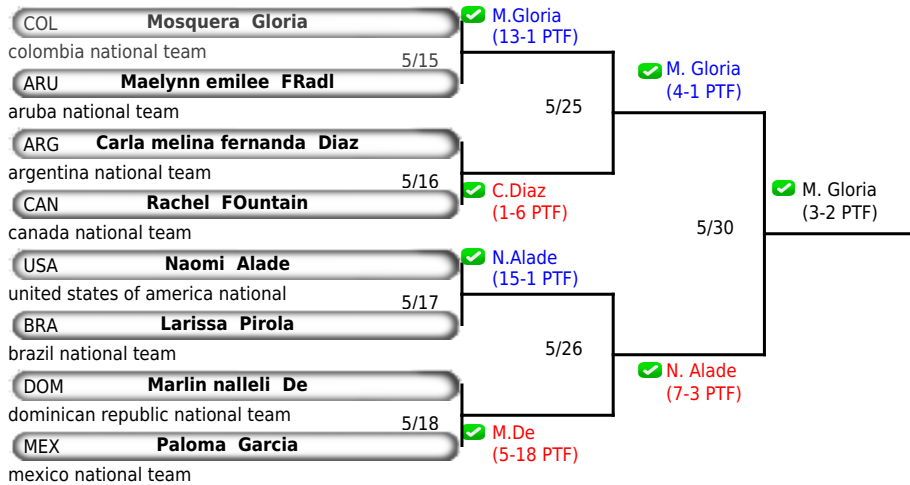 COL Mosquera Gloria
colombia national team
5/15
ARU Maelynn emilee FRadl
aruba national team
ARG Carla melina fernanda Diaz
argentina national team
5/16
CAN Rachel FOuntain
canada national team
USA Naomi Alade
united states of america national
5/17
BRA Larissa Pirola
brazil national team
DOM Marlin nalleli De
dominican republic national team
5/18
MEX Paloma Garcia
mexico national team
M.Gloria
(13-1 PTF)
5/25
C.Diaz
(1-6 PTF)
N.Alade
(15-1 PTF)
5/26
M.De
(5-18 PTF)
M. Gloria
(4-1 PTF)
5/30
N. Alade
(7-3 PTF)
M. Gloria
(3-2 PTF)